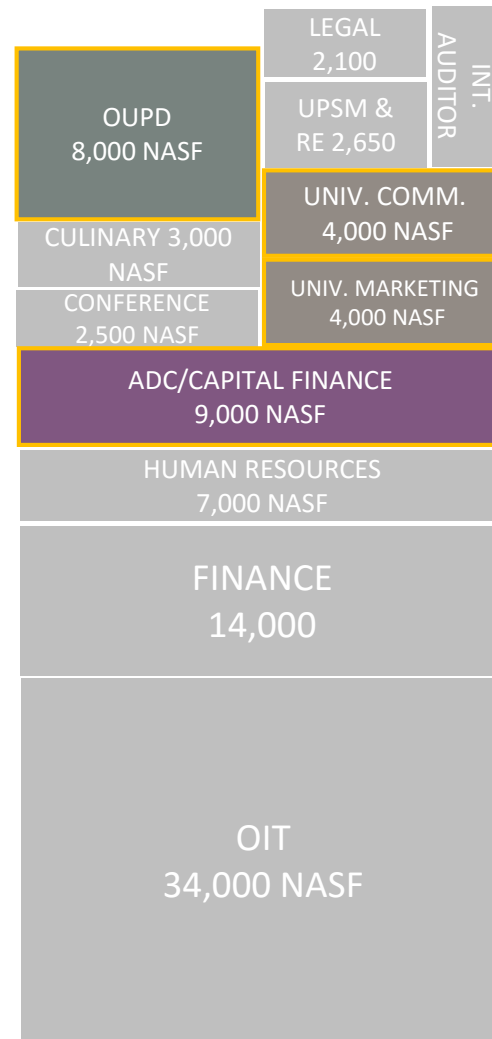 LEGAL
2,100
INT.
AUDITOR
OUPD
8,000 NASF
UPSM &
RE 2,650
UNIV. COMM.
4,000 NASF
CULINARY 3,000
NASF
UNIV. MARKETING
4,000 NASF
CONFERENCE
2,500 NASF
ADC/CAPITAL FINANCE
9,000 NASF
HUMAN RESOURCES
7,000 NASF
FINANCE
14,000
OIT
34,000 NASF